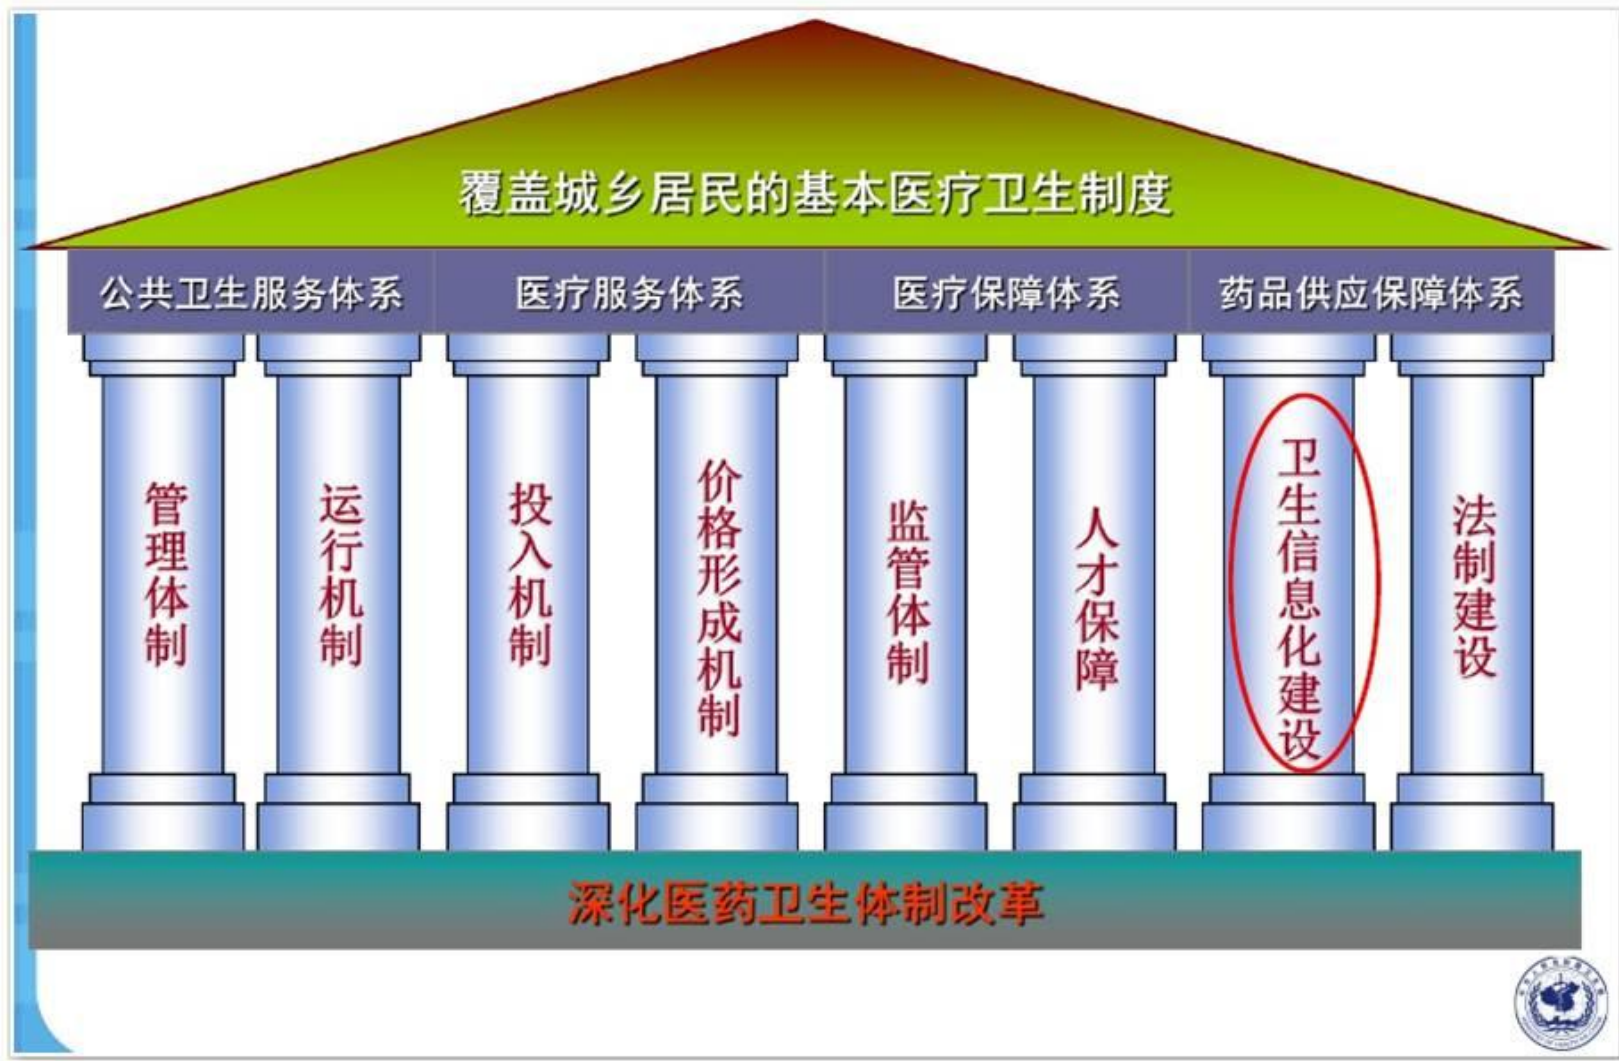 覆盖城乡居民的基本医疗卫生制度
公共卫生服务体系
医疗服务体系
医疗保障体系
药品供应保障体系
管理体制
运行机制
投入机制
价格形成机制
监管体制
人才保障
卫生信息化建设
法制建设
深化医药卫生体制改革